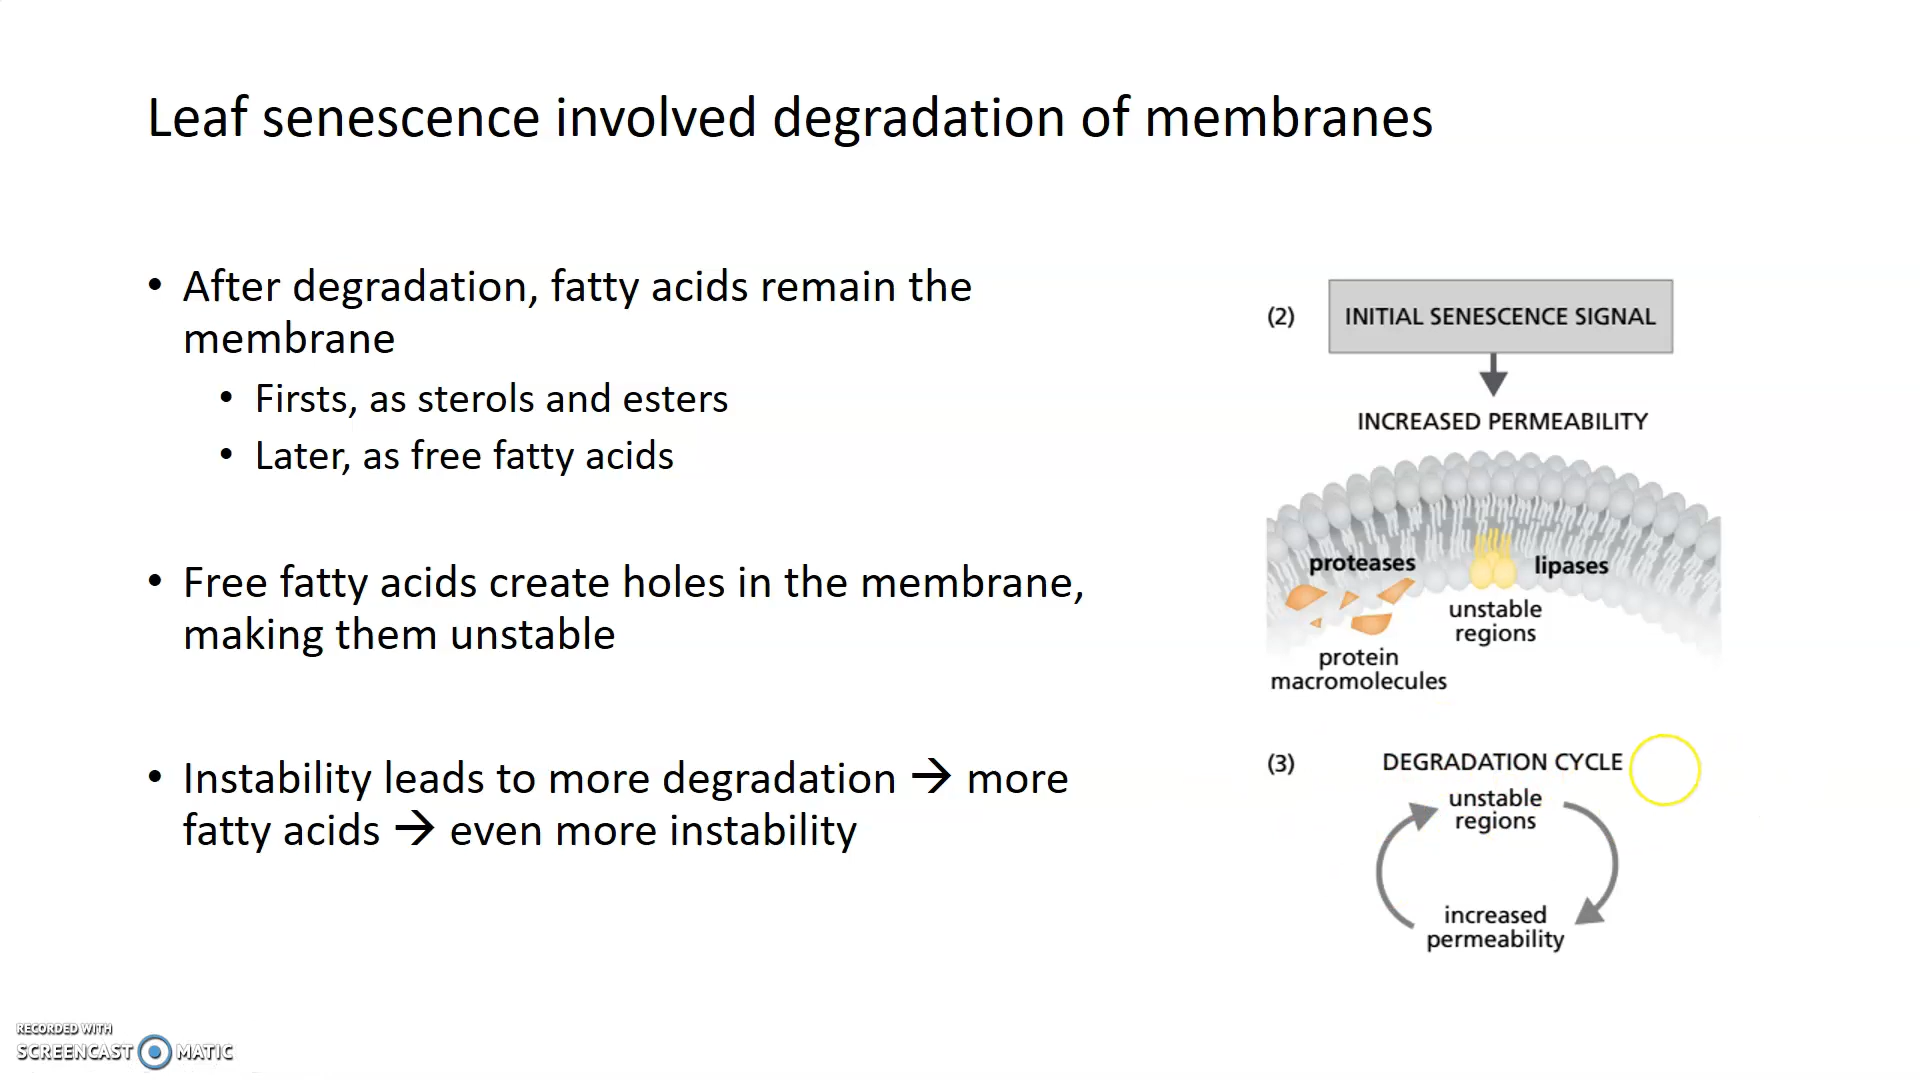 Leaf senescence involved degradation of membranes
• After degradation, fatty acids remain the
membrane
• Firsts, as sterols and esters
• Later, as free fatty acids
• Free fatty acids create holes in the membrane,
making them unstable
• Instability leads to more degradation → more
fatty acids → even more instability
(2) INITIAL SENESCENCE SIGNAL
INCREASED PERMEABILITY
proteases
lipases
unstable
regions
protein
macromolecules
(3) DEGRADATION CYCLE
unstable
regions
increased
permeability
RECORDED WITH
SCREENCAST MATIC